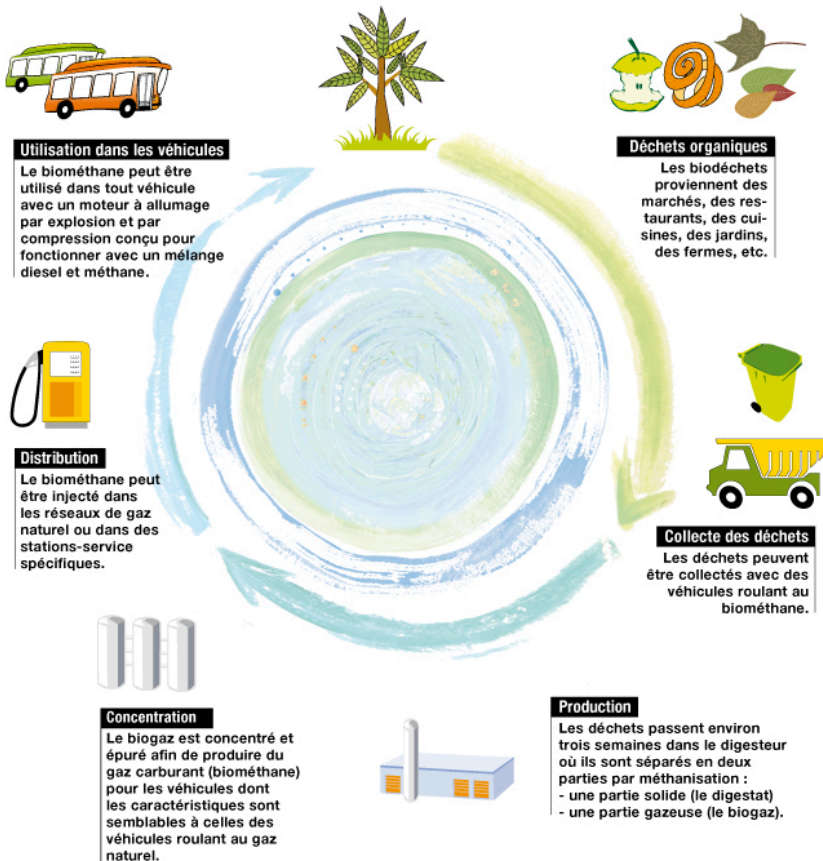 Utilisation dans les véhicules
Le biométhane peut être
utilisé dans tout véhicule
avec un moteur à allumage
par explosion et par
compression conçu pour
fonctionner avec un mélange
diesel et méthane.
Déchets organiques
Les biodéchets
proviennent des
marchés, des res-
taurants, des cui-
sines, des jardins,
des fermes, etc.
Distribution
Le biométhane peut
être injecté dans
les réseaux de gaz
naturel ou dans des
stations-service
spécifiques.
Collecte des déchets
Les déchets peuvent
être collectés avec des
véhicules roulant au
biométhane.
Concentration
Le biogaz est concentré et
épuré afin de produire du
gaz carburant (biométhane)
pour les véhicules dont
les caractéristiques sont
semblables à celles des
véhicules roulant au gaz
naturel.
Production
Les déchets passent environ
trois semaines dans le digesteur
où ils sont séparés en deux
parties par méthanisation :
- une partie solide (le digestat)
- une partie gazeuse (le biogaz).